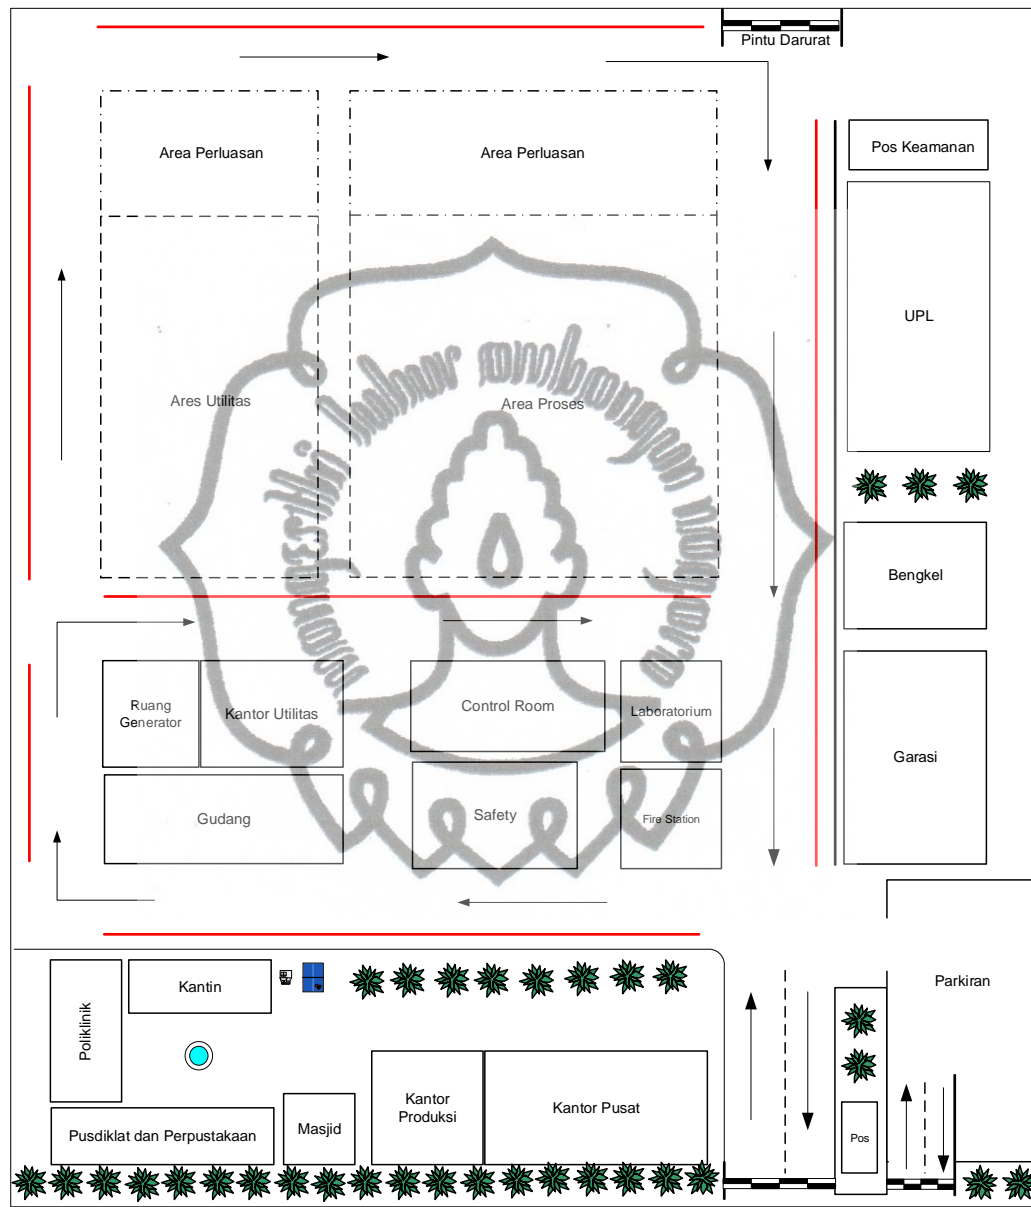 Pintu Darurat
Area Perluasan
Area Perluasan
Pos Keamanan
UPL
Ares Utilitas
Area Proses
Bengkel
Ruang
Generator
Kantor Utilitas
Control Room
Laboratorium
Garasi
Gudang
Safety
Fire Station
Poliklinik
Kantin
Parkiran
Kantor
Produksi
Kantor Pusat
Pusdiklat dan Perpustakaan
Masjid
Pos